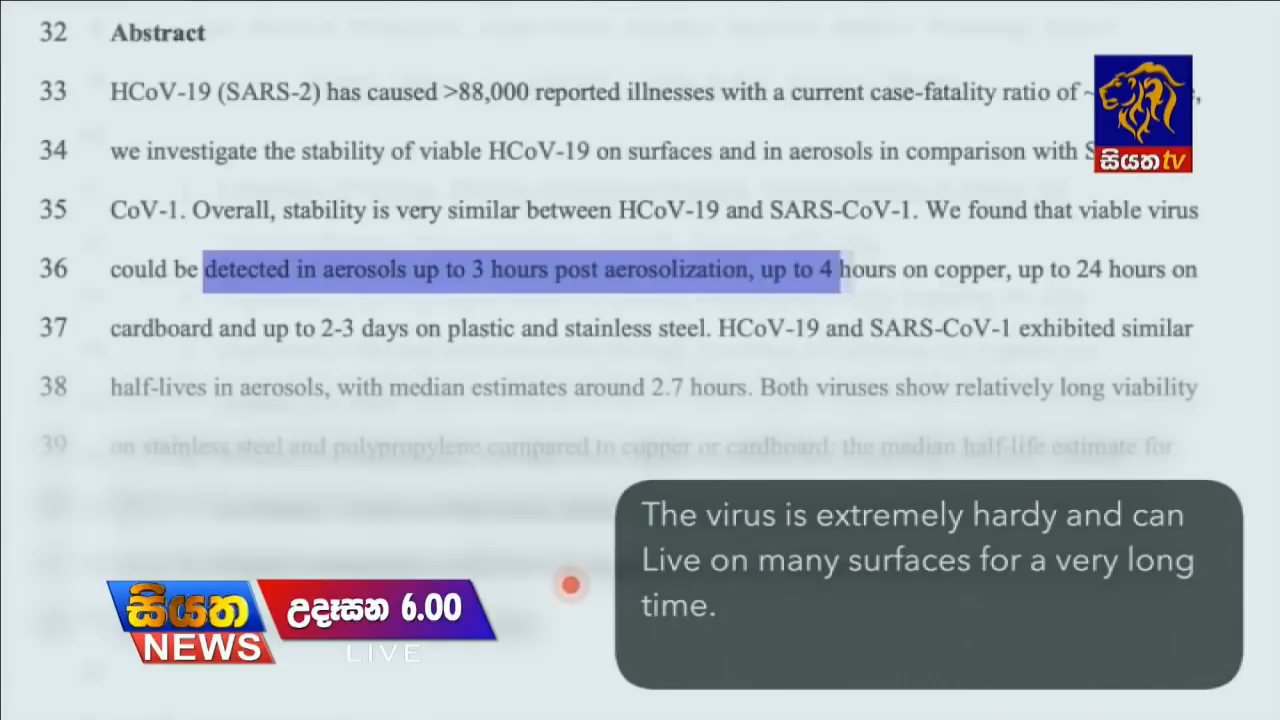 32 Abstract
33 HCoV-19 (SARS-2) has caused >88,000 reported illnesses with a current case-fatality ratio of ~
සියත tv
34 we investigate the stability of viable HCoV-19 on surfaces and in aerosols in comparison with
35 CoV-1. Overall, stability is very similar between HCoV-19 and SARS-CoV-1. We found that viable virus
36 could be detected in aerosols up to 3 hours post aerosolization, up to 4 hours on copper, up to 24 hours on
37 cardboard and up to 2-3 days on plastic and stainless steel. HCoV-19 and SARS-CoV-1 exhibited similar
38 half-lives in aerosols, with median estimates around 2.7 hours. Both viruses show relatively long viability
39 on stainless steel and polypropylene compared to copper or cardboard: the median half-life estimate for
The virus is extremely hardy and can
Live on many surfaces for a very long
time.
සියත
NEWS
උදෑසන 6.00
LIVE